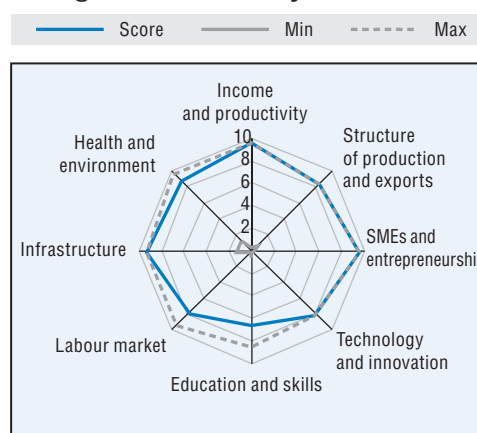 Score
Min
Max
Income
and productivity
Structure
of production
and exports
SMEs and
entrepreneurshi
Technology
and innovation
Education and skills
Labour market
Infrastructure
Health and
environment
10
8
6
4
2